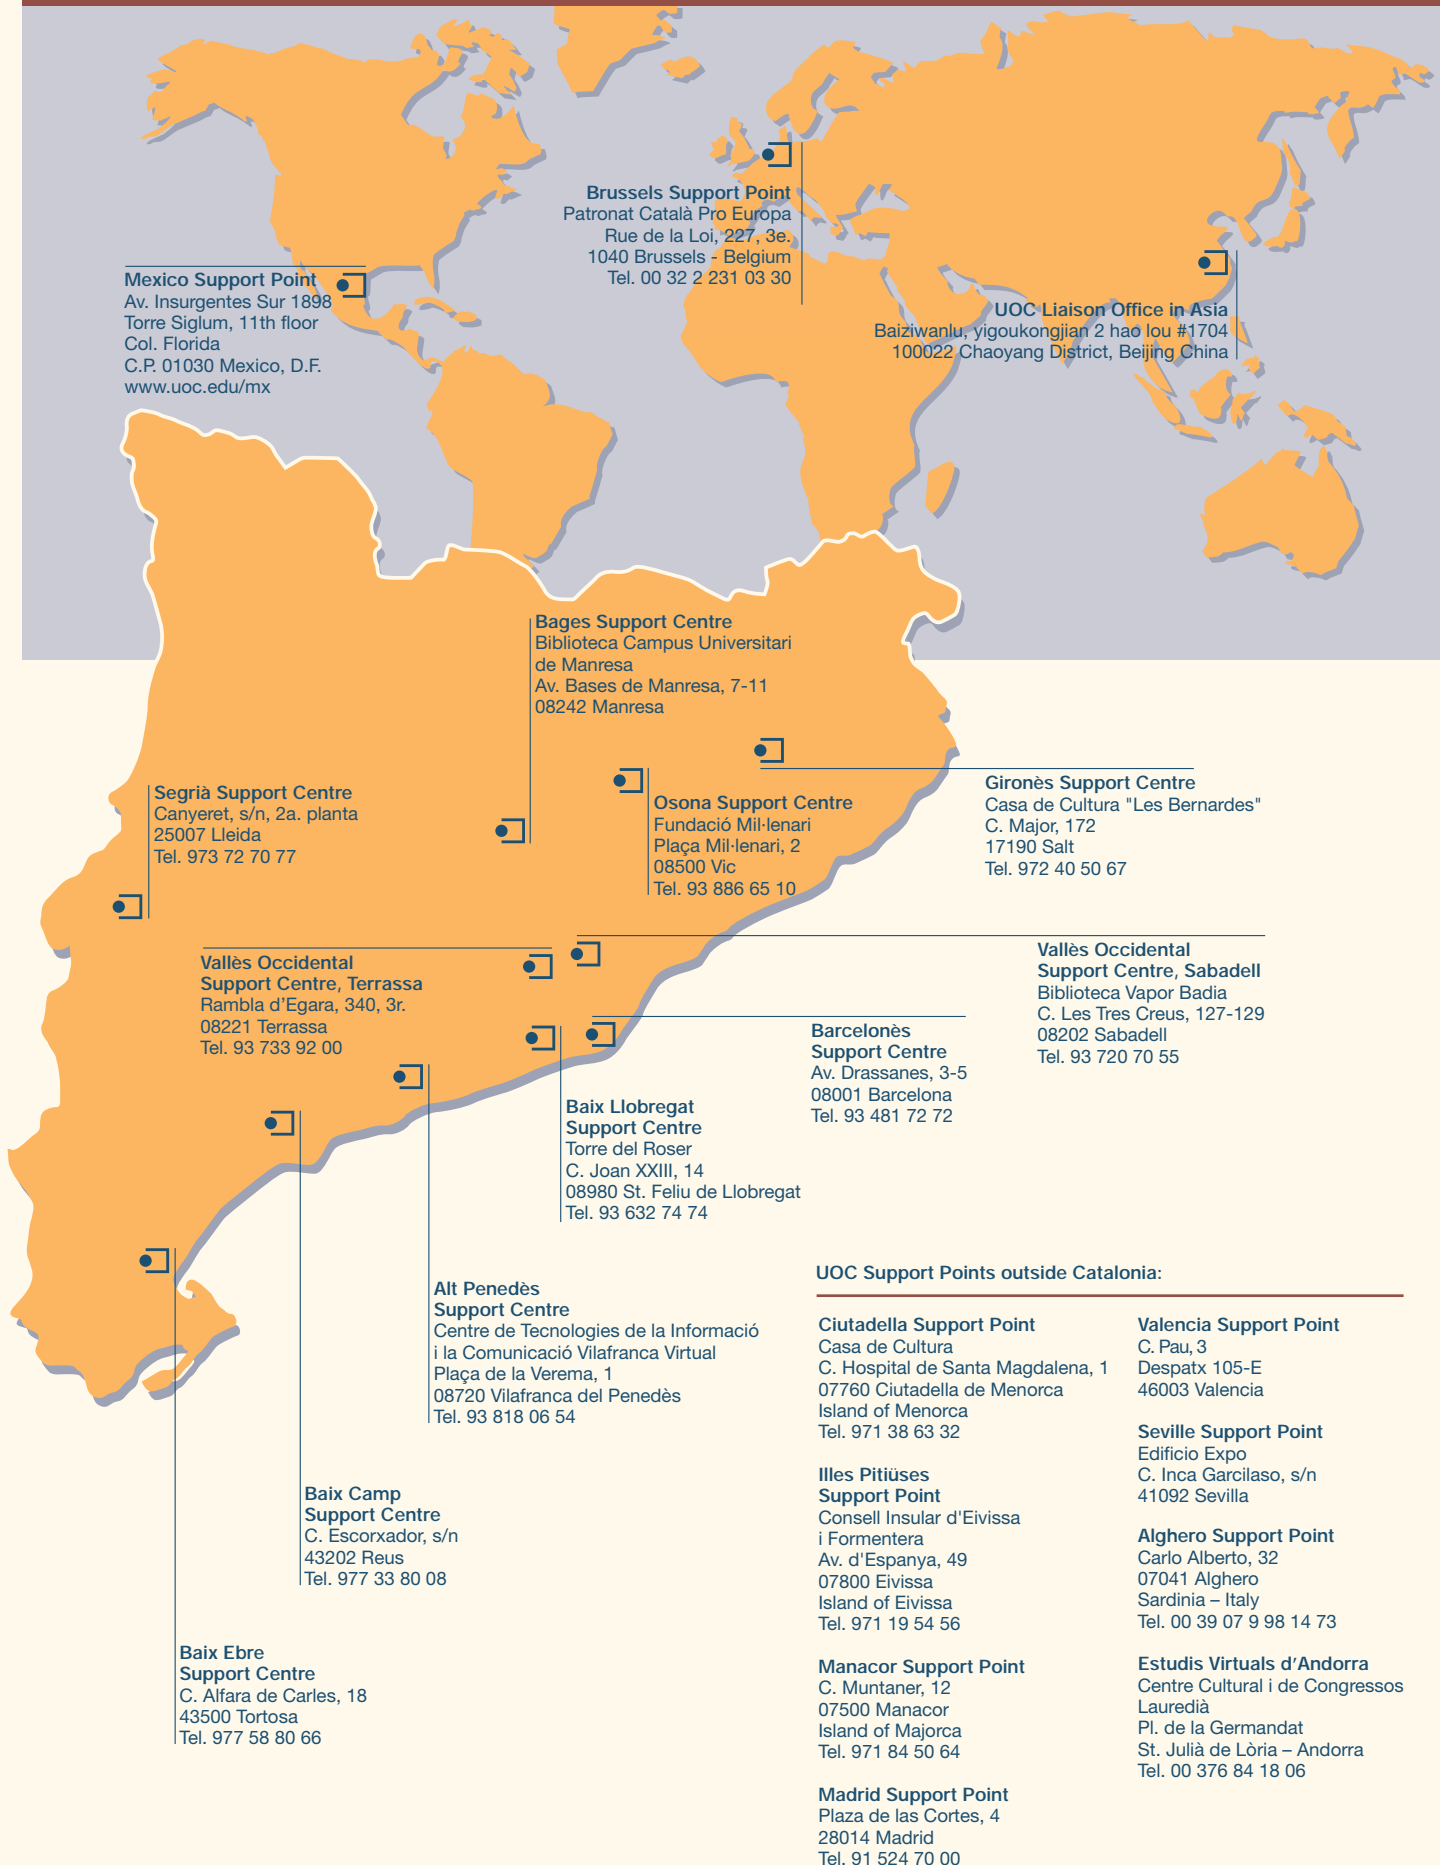 Brussels Support Point
Patronat Català Pro Europa
Rue de la Loi, 227, 3e.
1040 Brussels - Belgium
Tel. 00 32 2 231 03 30
Mexico Support Point
Av. Insurgentes Sur 1898
Torre Siglum, 11th floor
Col. Florida
C.P. 01030 Mexico, D.F.
www.uoc.edu/mx
UOC Liaison Office in Asia
Baiziwanlu, yigoukongjian 2 hao lou #1704
100022 Chaoyang District, Beijing China
Bages Support Centre
Biblioteca Campus Universitari
de Manresa
Av. Bases de Manresa, 7-11
08242 Manresa
Segrià Support Centre
Canyeret, s/n, 2a. planta
25007 Lleida
Tel. 973 72 70 77
Osona Support Centre
Fundació Mil·lenari
Plaça Mil·lenari, 2
08500 Vic
Tel. 93 886 65 10
Gironès Support Centre
Casa de Cultura "Les Bernardes"
C. Major, 172
17190 Salt
Tel. 972 40 50 67
Vallès Occidental
Support Centre, Terrassa
Rambla d’Egara, 340, 3r.
08221 Terrassa
Tel. 93 733 92 00
Vallès Occidental
Support Centre, Sabadell
Biblioteca Vapor Badia
C. Les Tres Creus, 127-129
08202 Sabadell
Tel. 93 720 70 55
Barcelonès
Support Centre
Av. Drassanes, 3-5
08001 Barcelona
Tel. 93 481 72 72
Baix Llobregat
Support Centre
Torre del Roser
C. Joan XXIII, 14
08980 St. Feliu de Llobregat
Tel. 93 632 74 74
Alt Penedès
Support Centre
Centre de Tecnologies de la Informació
i la Comunicació Vilafranca Virtual
Plaça de la Verema, 1
08720 Vilafranca del Penedès
Tel. 93 818 06 54
Baix Camp
Support Centre
C. Escorxador, s/n
43202 Reus
Tel. 977 33 80 08
Baix Ebre
Support Centre
C. Alfara de Carles, 18
43500 Tortosa
Tel. 977 58 80 66
UOC Support Points outside Catalonia:
Ciutadella Support Point
Casa de Cultura
C. Hospital de Santa Magdalena, 1
07760 Ciutadella de Menorca
Island of Menorca
Tel. 971 38 63 32
Illes Pitiüses
Support Point
Consell Insular d'Eivissa
i Formentera
Av. d'Espanya, 49
07800 Eivissa
Island of Eivissa
Tel. 971 19 54 56
Manacor Support Point
C. Muntaner, 12
07500 Manacor
Island of Majorca
Tel. 971 84 50 64
Madrid Support Point
Plaza de las Cortes, 4
28014 Madrid
Tel. 91 524 70 00
Valencia Support Point
C. Pau, 3
Despatx 105-E
46003 Valencia
Seville Support Point
Edificio Expo
C. Inca Garcilaso, s/n
41092 Sevilla
Alghero Support Point
Carlo Alberto, 32
07041 Alghero
Sardinia – Italy
Tel. 00 39 07 9 98 14 73
Estudis Virtuals d’Andorra
Centre Cultural i de Congressos
Lauredià
Pl. de la Germandat
St. Julià de Lòria – Andorra
Tel. 00 376 84 18 06